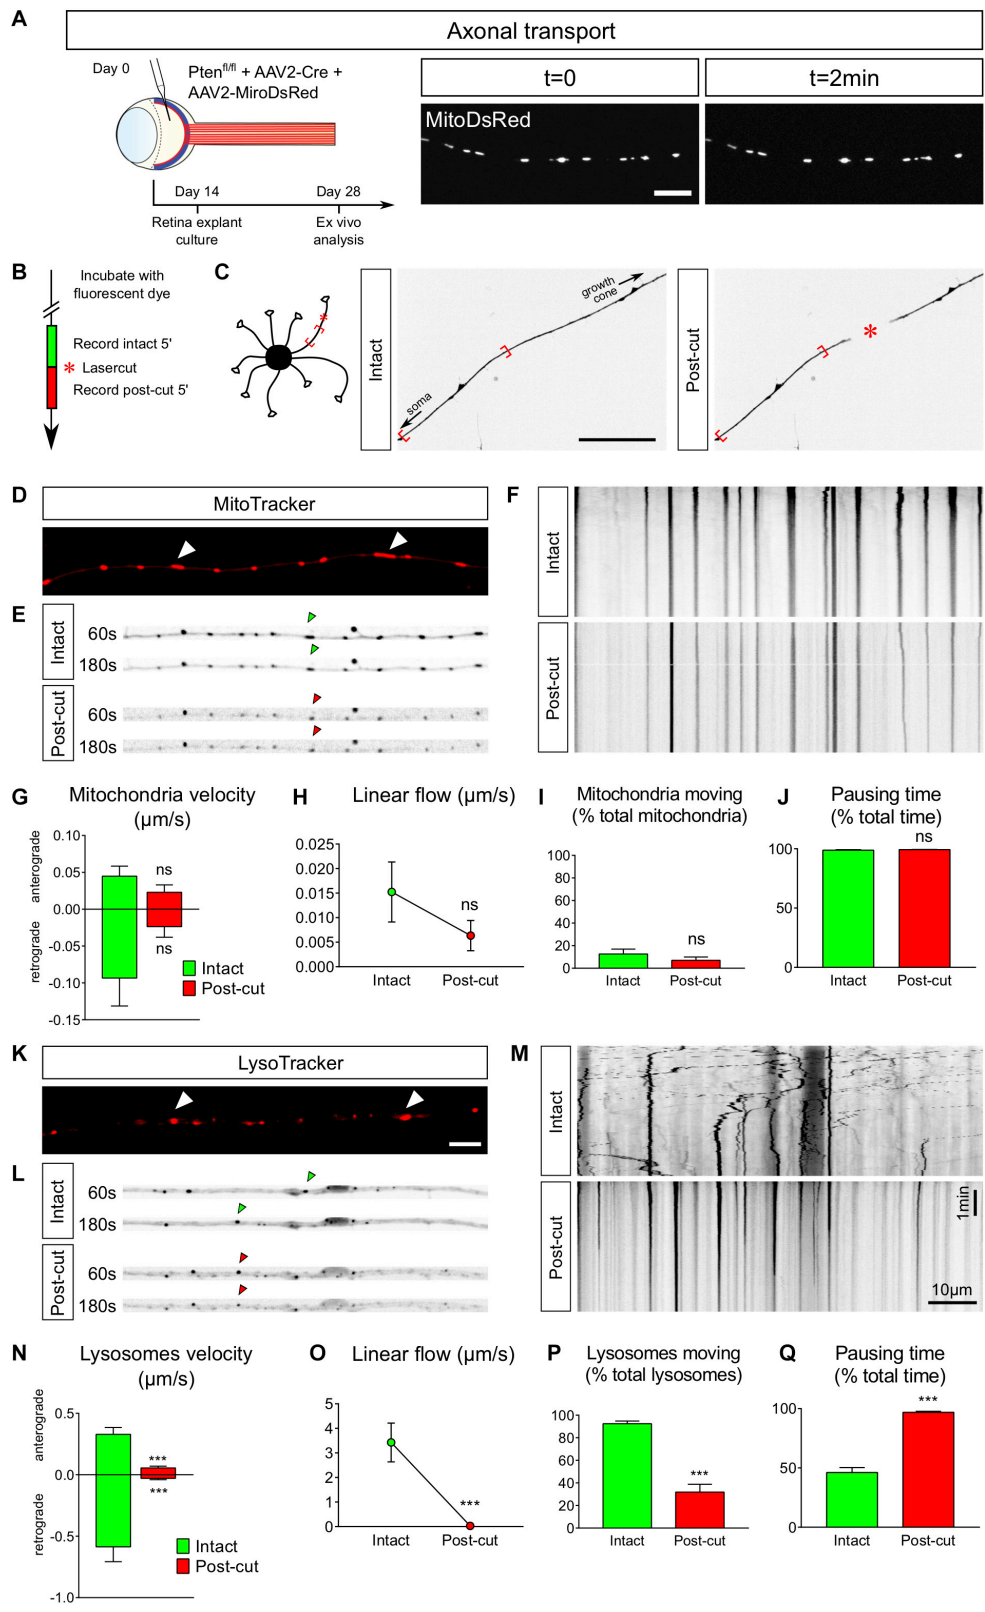 A
Axonal transport
Day 0
Ptenfl/fl + AAV2-Cre +
AAV2-MiroDsRed
Day 14
Day 28
Retina explant
culture
Ex vivo
analysis
t=0
t=2min
MitoDsRed
B
Incubate with
fluorescent dye
Record intact 5'
* Lasercut
Record post-cut 5'
C
*
Intact
growth
cone
soma
Post-cut
*
D
MitoTracker
E
Intact
60s
180s
Post-cut
60s
180s
F
Intact
Post-cut
G
Mitochondria velocity
(µm/s)
anterograde
retrograde
0.10
0.05
0.00
-0.05
-0.10
-0.15
ns
ns
Intact
Post-cut
H
Linear flow (µm/s)
0.025
0.020
0.015
0.010
0.005
0.000
ns
Intact
Post-cut
I
Mitochondria moving
(% total mitochondria)
100
80
60
40
20
0
ns
Intact
Post-cut
J
Pausing time
(% total time)
ns
100
50
0
Intact
Post-cut
K
LysoTracker
L
Intact
60s
180s
Post-cut
60s
180s
M
Intact
Post-cut
1min
10µm
N
Lysosomes velocity
(µm/s)
anterograde
retrograde
0.5
0.0
-0.5
-1.0
***
***
Intact
Post-cut
O
Linear flow (µm/s)
5
4
3
2
1
0
***
Intact
Post-cut
P
Lysosomes moving
(% total lysosomes)
100
80
60
40
20
0
***
Intact
Post-cut
Q
Pausing time
(% total time)
100
50
0
***
Intact
Post-cut